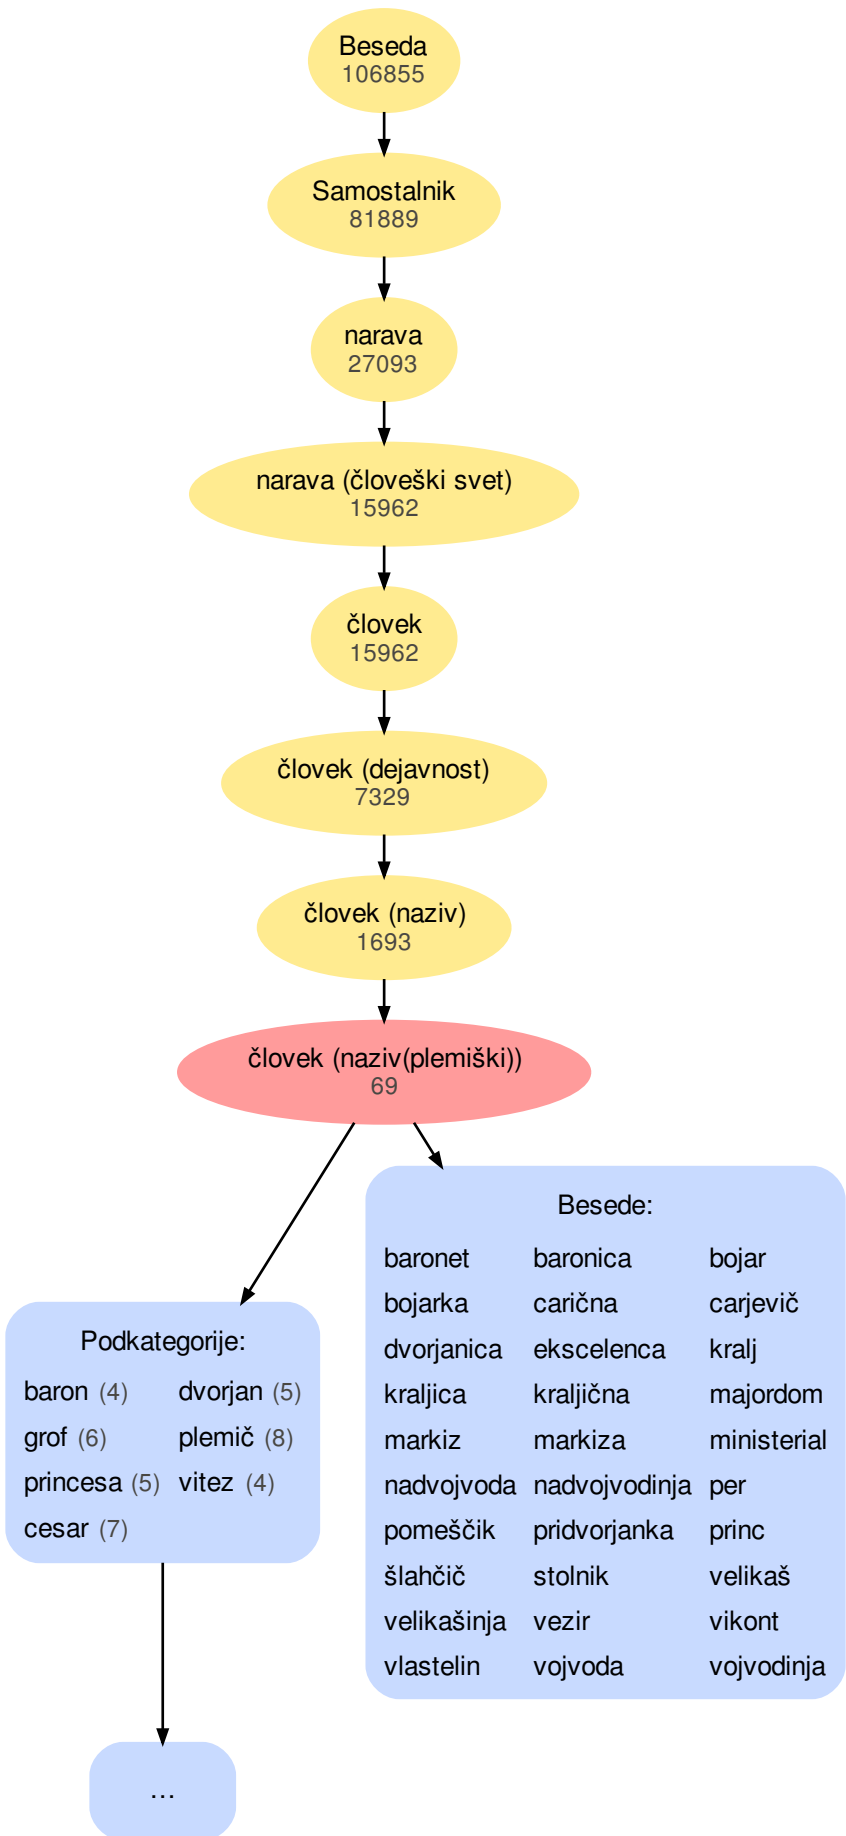 Beseda
106855
Samostalnik
81889
narava
27093
narava (človeški svet)
15962
človek
15962
človek (dejavnost)
7329
človek (naziv)
1693
človek (naziv(plemiški))
69
Podkategorije:
baron (4) dvorjan (5)
grof (6) plemič (8)
princesa (5) vitez (4)
cesar (7)
...
Besede:
baronet baronica bojar
bojarka carična carjevič
dvorjanica ekscelenca kralj
kraljica kraljična majordom
markiz markiza ministerial
nadvojvoda nadvojvodinja per
pomeščik pridvorjanka princ
šlahčič stolnik velikaš
velikašinja vezir vikont
vlastelin vojvoda vojvodinja